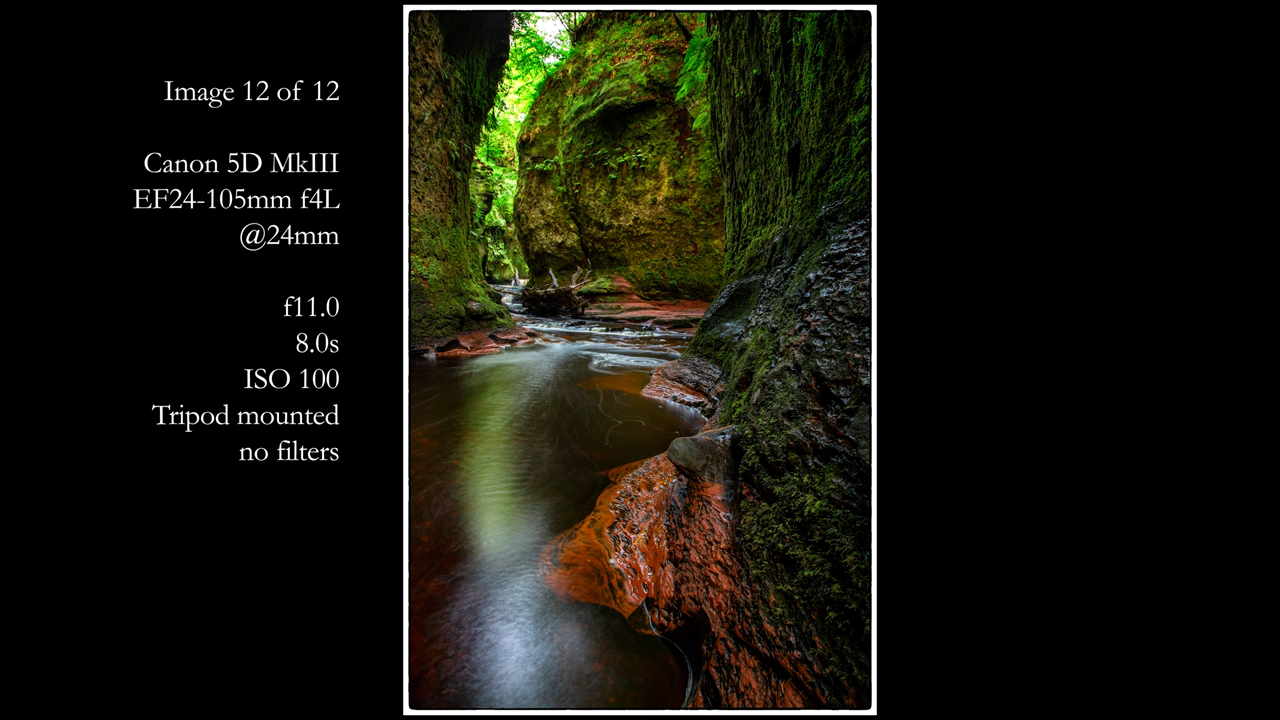 Image 12 of 12
Canon 5D MkIII
EF24-105mm f4L
@24mm
f11.0
8.0s
ISO 100
Tripod mounted
no filters